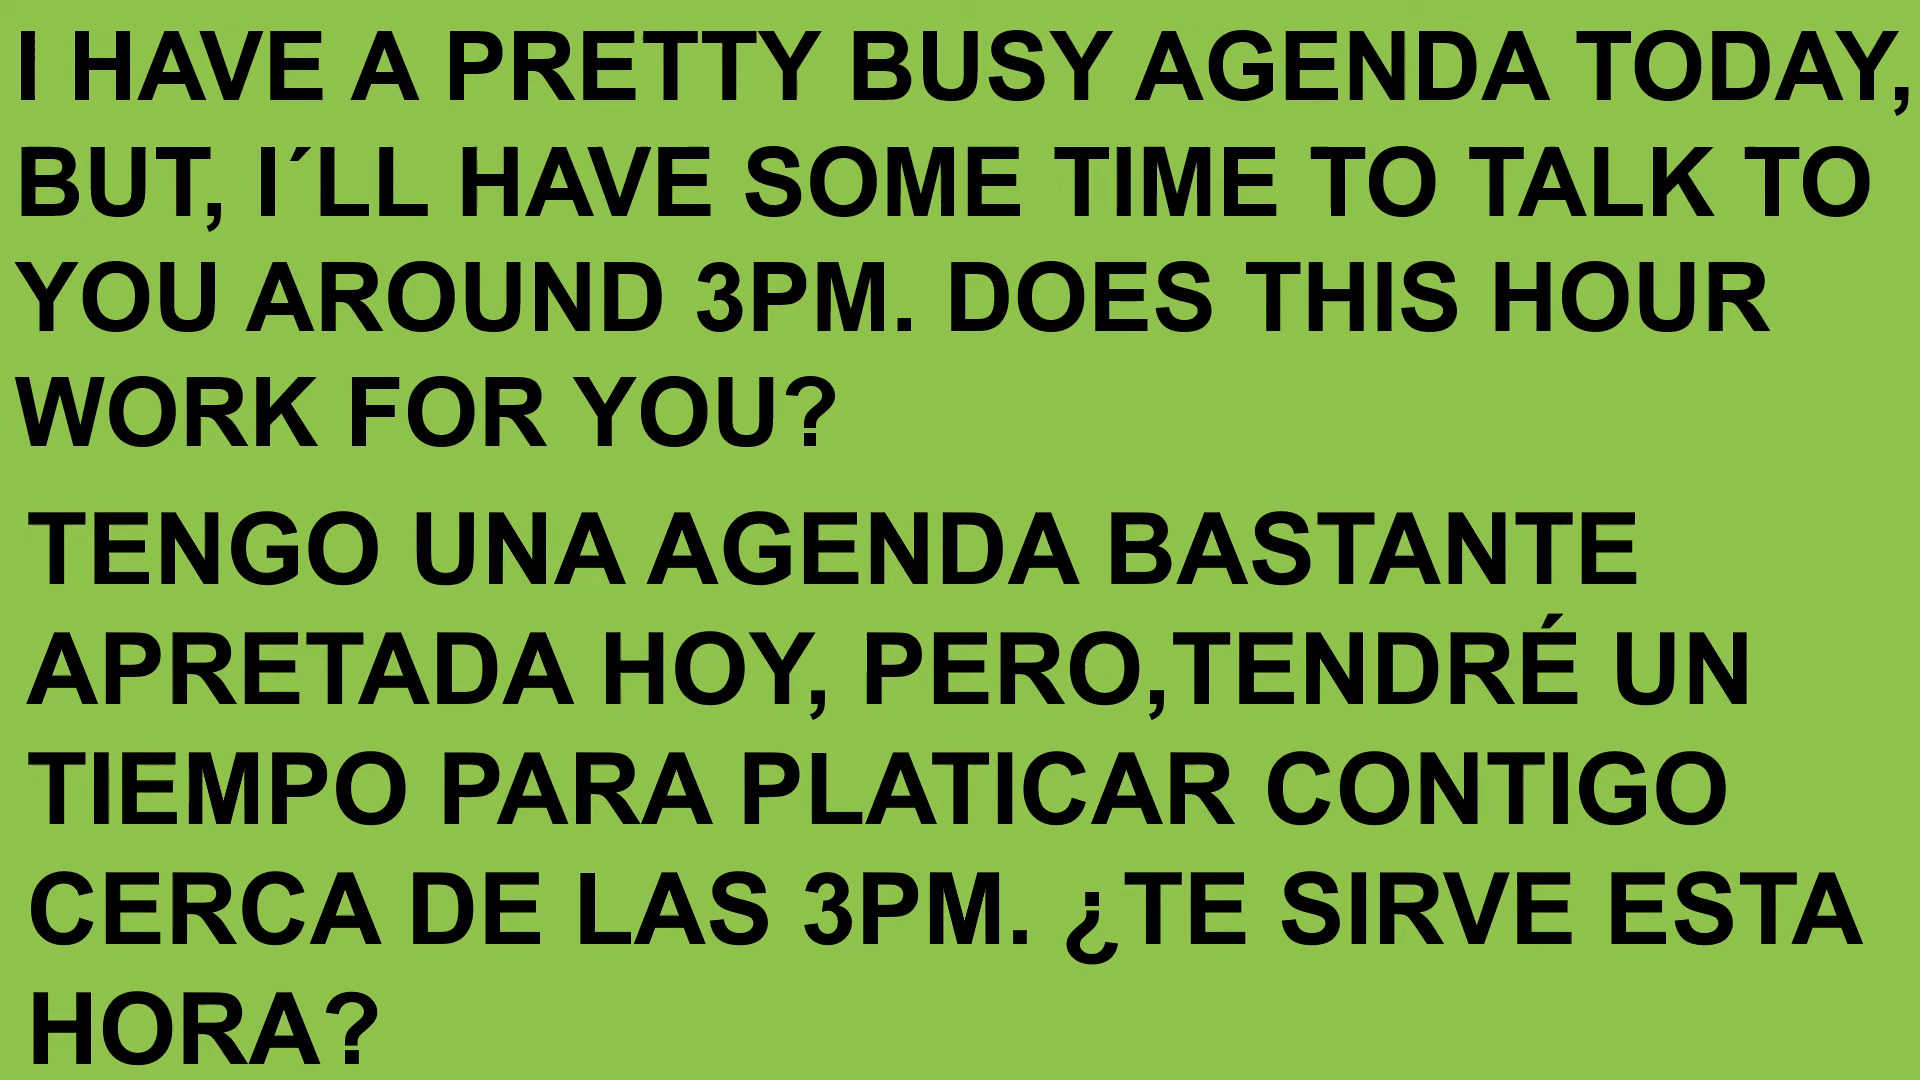 I HAVE A PRETTY BUSY AGENDA TODAY,
BUT, I´LL HAVE SOME TIME TO TALK TO
YOU AROUND 3PM. DOES THIS HOUR
WORK FOR YOU?
TENGO UNA AGENDA BASTANTE
APRETADA HOY, PERO,TENDRÉ UN
TIEMPO PARA PLATICAR CONTIGO
CERCA DE LAS 3PM. ¿TE SIRVE ESTA
HORA?